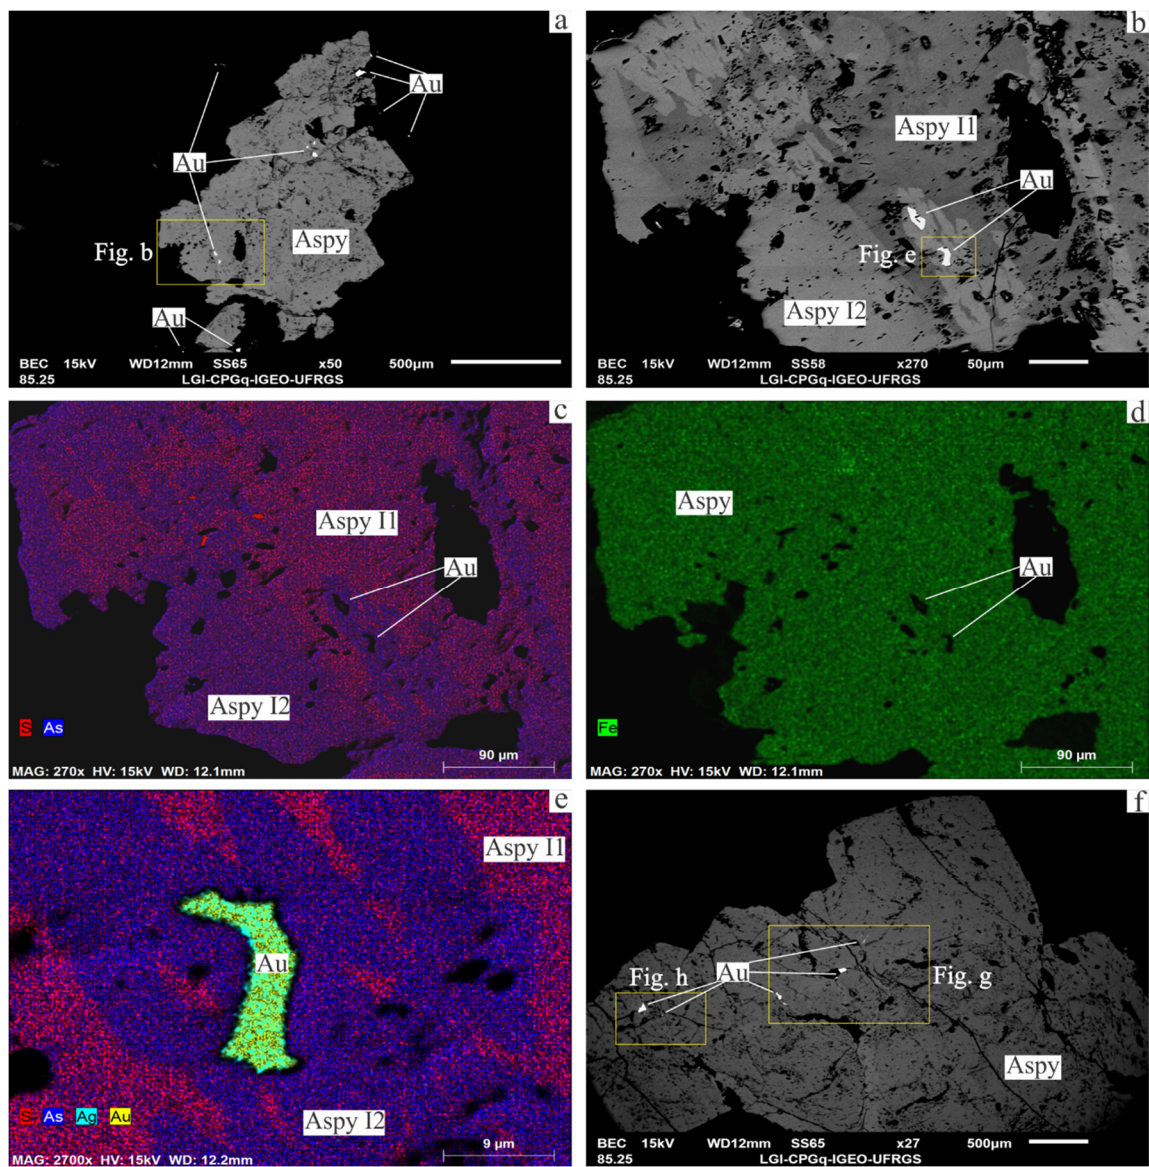 a
Au
Au
Aspy
Fig. b
Au
BEC 15kV WD12mm SS65 x50 500µm
85.25 LGI-CPGq-IGEO-UFRGS
b
Aspy I1
Au
Fig. e
Aspy I2
BEC 15kV WD12mm SS58 x270 50µm
85.25 LGI-CPGq-IGEO-UFRGS
c
Aspy I1
Au
Aspy I2
S As
90 µm
MAG: 270x HV: 15kV WD: 12.1mm
d
Aspy
Au
Fe
90 µm
MAG: 270x HV: 15kV WD: 12.1mm
e
Aspy I1
Au
S As Ag Au
Aspy I2
9 µm
MAG: 2700x HV: 15kV WD: 12.2mm
f
Au
Fig. h
Fig. g
Aspy
BEC 15kV WD12mm SS65 x27 500µm
85.25 LGI-CPGq-IGEO-UFRGS